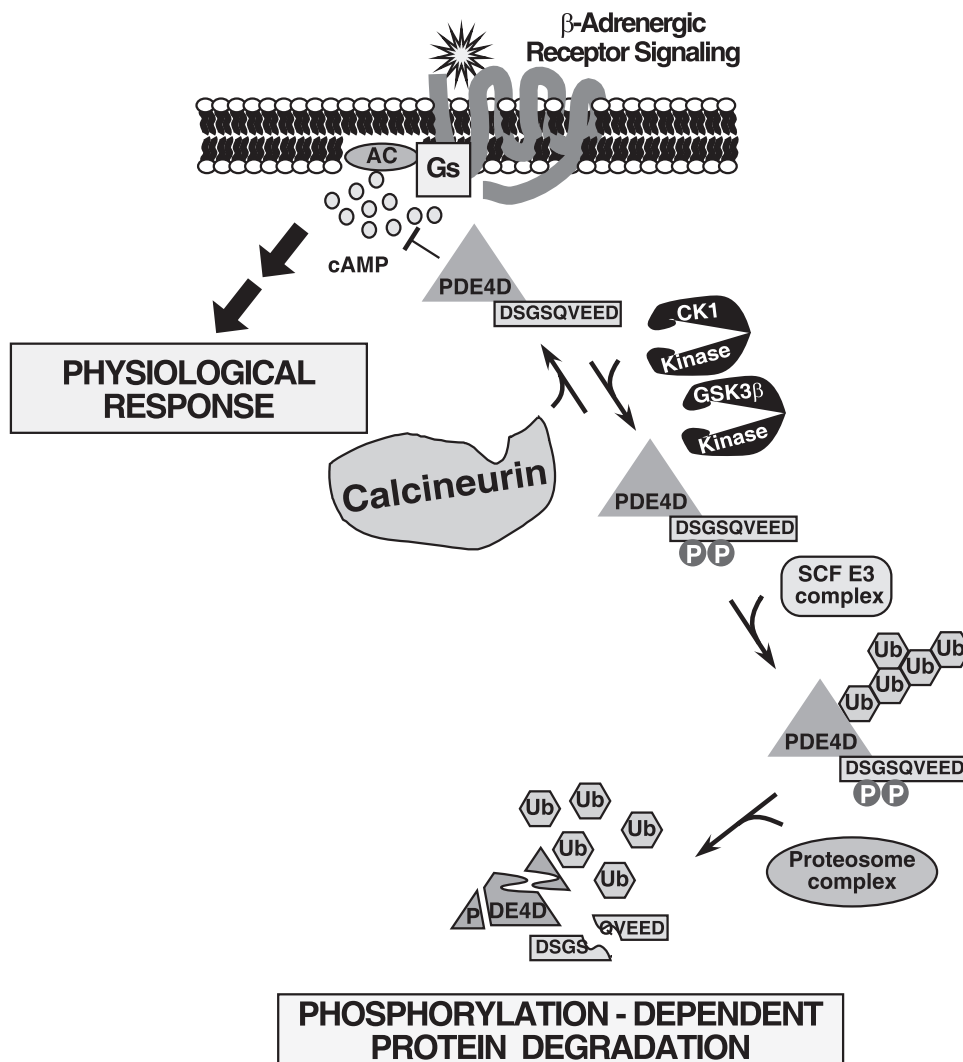 β-Adrenergic
Receptor Signaling
AC
Gs
cAMP
PDE4D
DSGSQVEED
CK1
Kinase
GSK3β
Kinase
PHYSIOLOGICAL
RESPONSE
Calcineurin
PDE4D
DSGSQVEED
P P
SCF E3
complex
Ub
Ub
Ub
Ub
Ub
PDE4D
DSGSQVEED
P P
Ub
Ub
Ub
Ub
Ub
Proteosome
complex
P DE4D
DSGS
QVEED
PHOSPHORYLATION - DEPENDENT
PROTEIN DEGRADATION